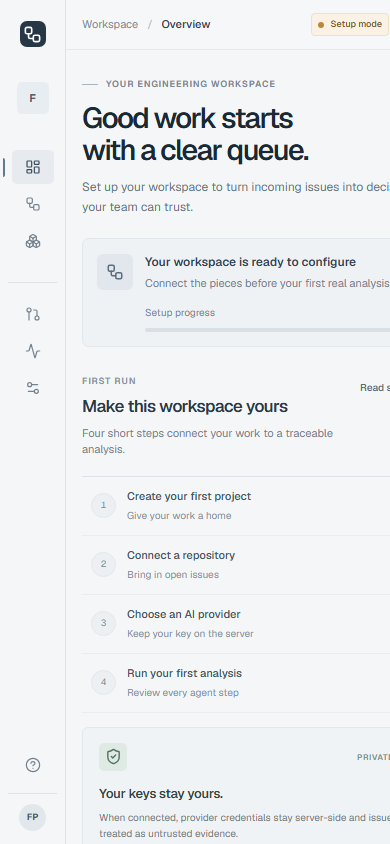 Workspace / Overview
Setup mode
F
YOUR ENGINEERING WORKSPACE
Good work starts
with a clear queue.
Set up your workspace to turn incoming issues into deci
your team can trust.
Your workspace is ready to configure
Connect the pieces before your first real analysis
Setup progress
FIRST RUN
Read s
Make this workspace yours
Four short steps connect your work to a traceable
analysis.
1
Create your first project
Give your work a home
2
Connect a repository
Bring in open issues
3
Choose an AI provider
Keep your key on the server
4
Run your first analysis
Review every agent step
PRIVATE
Your keys stay yours.
When connected, provider credentials stay server-side and issue
treated as untrusted evidence.
FP